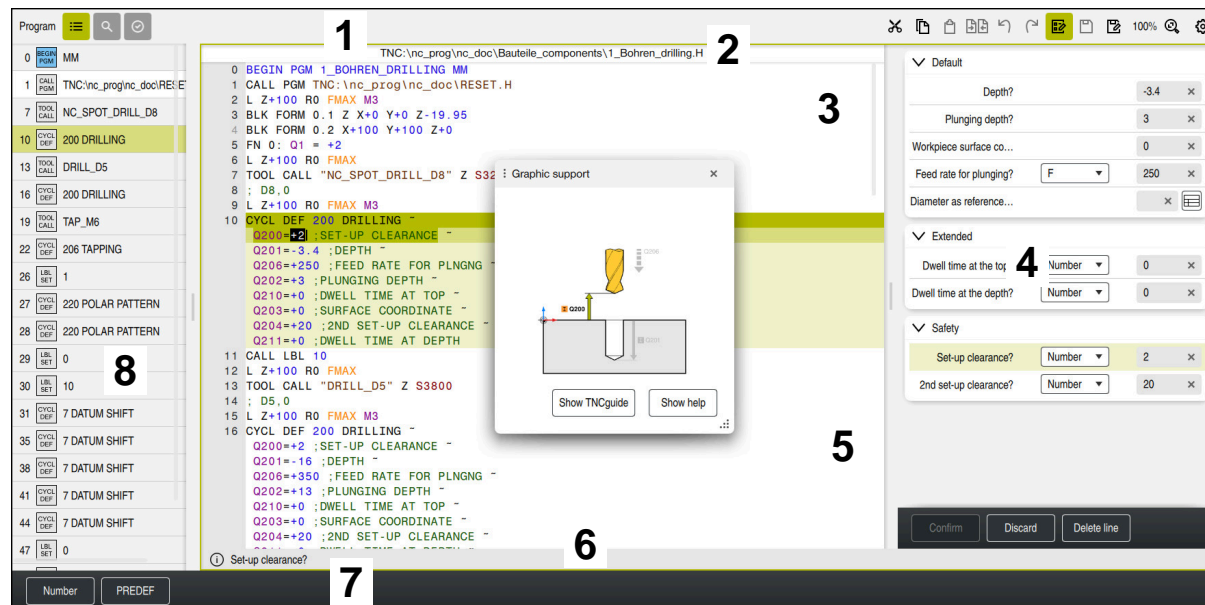 Program
1
100%
TNC:\nc_prog\nc_doc\Bauteile_components\1_Bohren_drilling.H
2
0 BEGIN PGM MM
1 CALL PGM TNC:\nc_prog\nc_doc\RESE
7 TOOL CALL NC_SPOT_DRILL_D8
10 CYCL DEF 200 DRILLING
13 TOOL CALL DRILL_D5
16 CYCL DEF 200 DRILLING
19 TOOL CALL TAP_M6
22 CYCL DEF 206 TAPPING
26 LBL SET 1
27 CYCL DEF 220 POLAR PATTERN
28 CYCL DEF 220 POLAR PATTERN
29 LBL SET 0
30 LBL SET 10
31 CYCL DEF 7 DATUM SHIFT
35 CYCL DEF 7 DATUM SHIFT
38 CYCL DEF 7 DATUM SHIFT
41 CYCL DEF 7 DATUM SHIFT
44 CYCL DEF 7 DATUM SHIFT
47 LBL SET 0
8
0 BEGIN PGM 1_BOHREN_DRILLING MM
1 CALL PGM TNC:\nc_prog\nc_doc\RESET.H
2 L Z+100 R0 FMAX M3
3 BLK FORM 0.1 Z X+0 Y+0 Z-19.95
4 BLK FORM 0.2 X+100 Y+100 Z+0
5 FN 0: Q1 = +2
6 L Z+100 R0 FMAX
7 TOOL CALL "NC_SPOT_DRILL_D8" Z S32
8 ; D8,0
9 L Z+100 R0 FMAX M3
10 CYCL DEF 200 DRILLING ~
Q200=+2 ;SET-UP CLEARANCE ~
Q201=-3.4 ;DEPTH ~
Q206=+250 ;FEED RATE FOR PLNGNG ~
Q202=+3 ;PLUNGING DEPTH ~
Q210=+0 ;DWELL TIME AT TOP ~
Q203=+0 ;SURFACE COORDINATE ~
Q204=+20 ;2ND SET-UP CLEARANCE ~
Q211=+0 ;DWELL TIME AT DEPTH
11 CALL LBL 10
12 L Z+100 R0 FMAX
13 TOOL CALL "DRILL_D5" Z S3800
14 ; D5,0
15 L Z+100 R0 FMAX M3
16 CYCL DEF 200 DRILLING ~
Q200=+2 ;SET-UP CLEARANCE ~
Q201=-16 ;DEPTH ~
Q206=+350 ;FEED RATE FOR PLNGNG ~
Q202=+13 ;PLUNGING DEPTH ~
Q210=+0 ;DWELL TIME AT TOP ~
Q203=+0 ;SURFACE COORDINATE ~
Q204=+20 ;2ND SET-UP CLEARANCE ~
3
Graphic support
Q206
Q200
Q201
Show TNCguide Show help
5
6
Default
Depth? -3.4
Plunging depth? 3
Workpiece surface co... 0
Feed rate for plunging? F 250
Diameter as reference...
Extended
Dwell time at the top Number 0
4
Dwell time at the depth? Number 0
Safety
Set-up clearance? Number 2
2nd set-up clearance? Number 20
Confirm Discard Delete line
Set-up clearance?
7
Number PREDEF